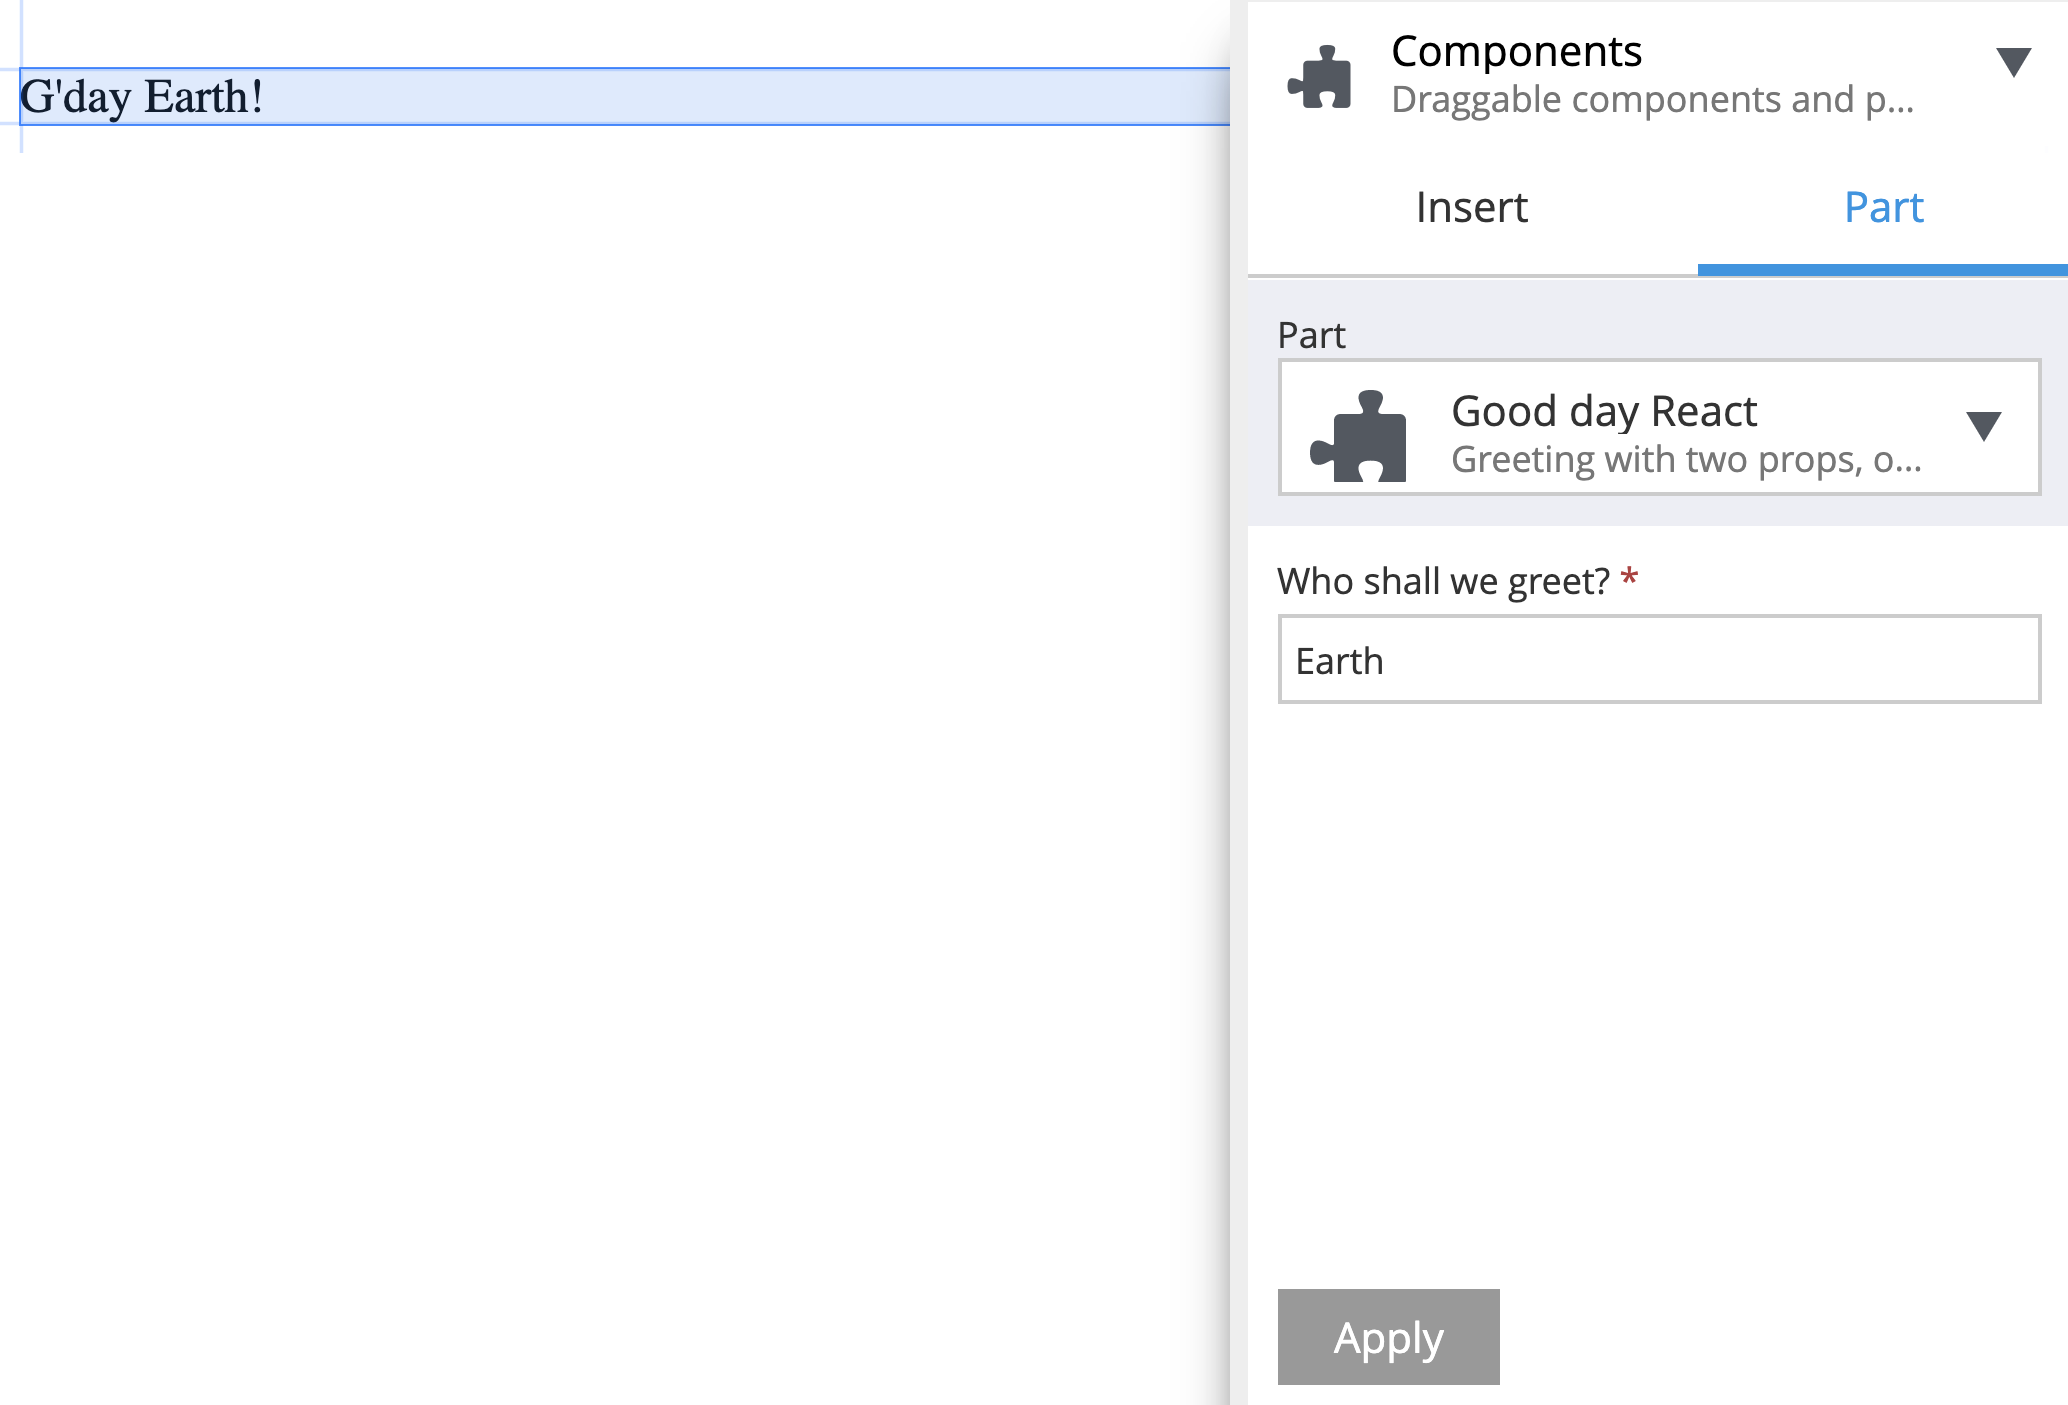 G'day Earth!
Components
Draggable components and p...
Insert
Part
Part
Good day React
Greeting with two props, o...
Who shall we greet? *
Earth
Apply